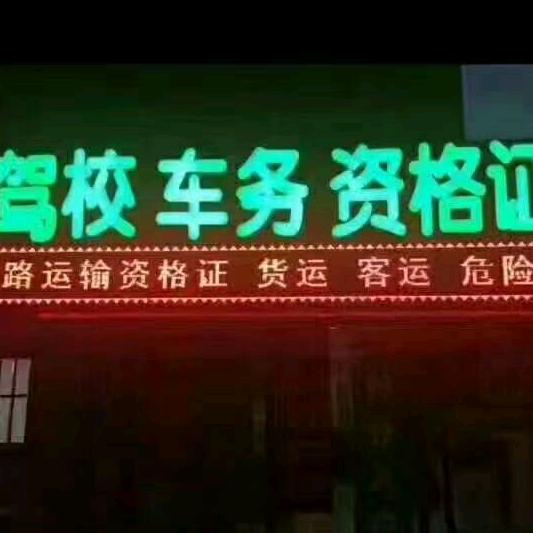 驾校 车务 资格证
路运输资格证 货运 客运 危险